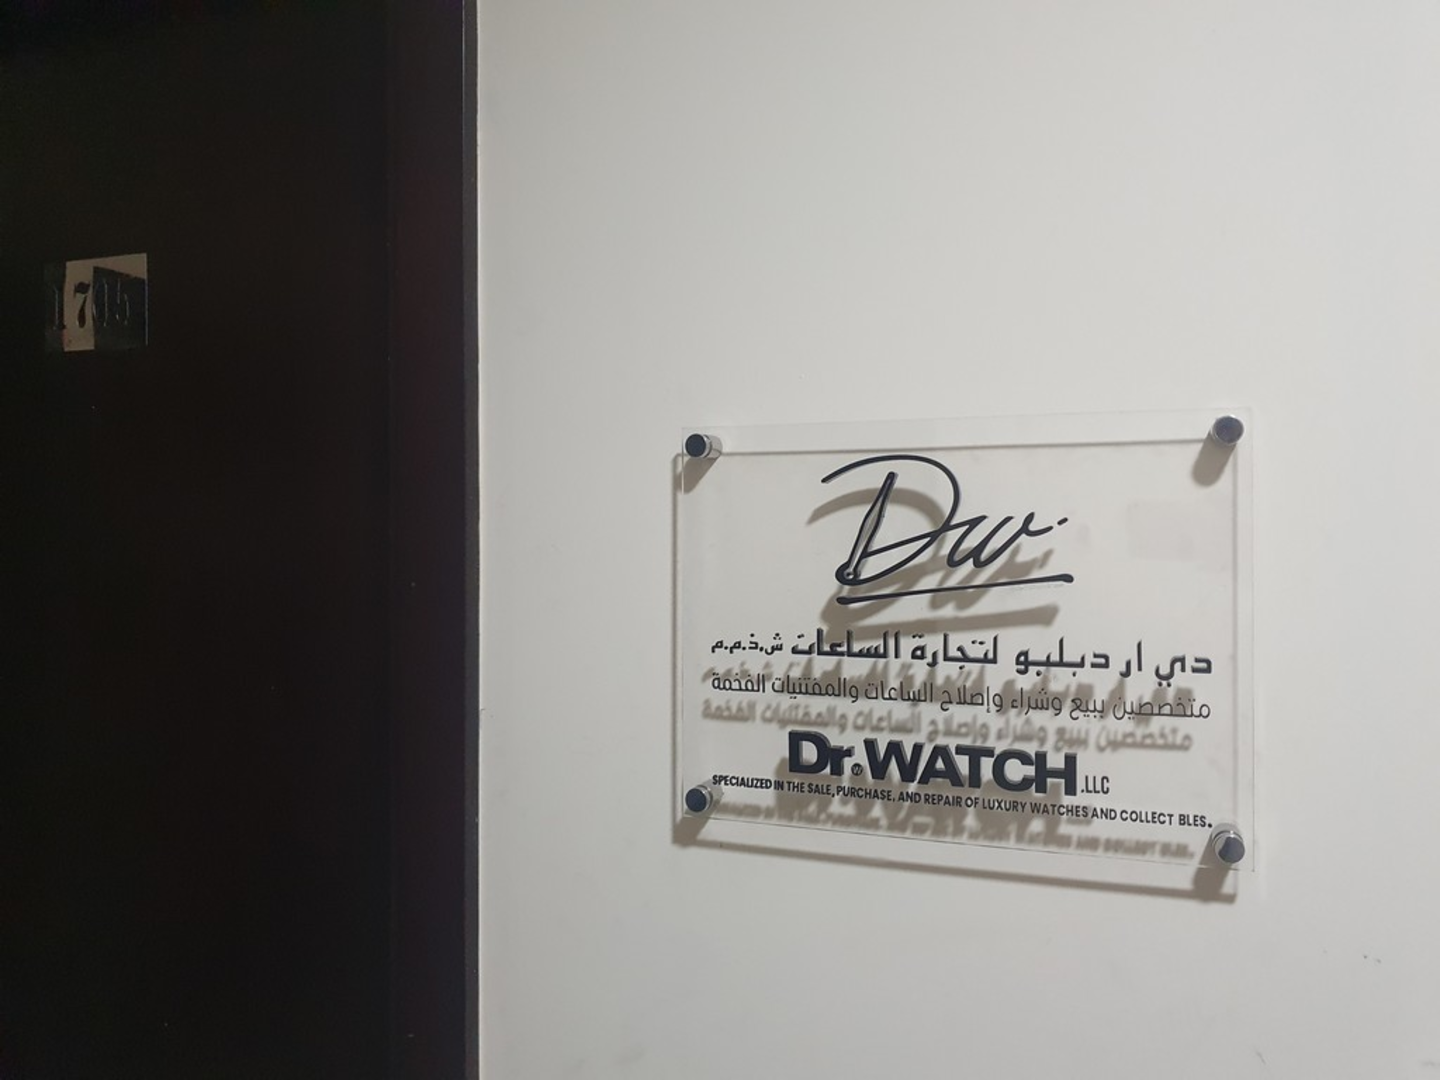 1705
Dw.
دي ار دبليو لتجارة الساعات ش.ذ.م.م
متخصصين ببيع وشراء وإصلاح الساعات والمقتنيات الفخمة
Dr.WATCH.LLC
SPECIALIZED IN THE SALE, PURCHASE, AND REPAIR OF LUXURY WATCHES AND COLLECT BLES.